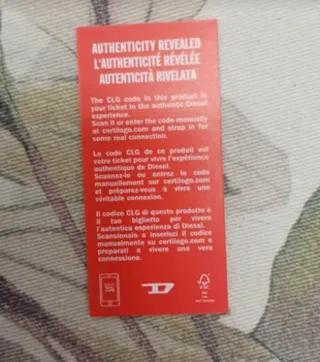 AUTHENTICITY REVEALED
L'AUTHENTICITÉ RÉVÉLÉE
AUTENTICITÀ RIVELATA
The CLG code in this product is
your ticket to the authentic Diesel
experience.
Scan it or enter the code manually
at certilogo.com and strap in for
some real connection.
Le code CLG de ce produit est
votre ticket pour vivre l'expérience
authentique de Diesel.
Scannez-le ou entrez le code
manuellement sur certilogo.com
et préparez-vous à vivre une
véritable connexion.
Il codice CLG di questo prodotto è
il tuo biglietto per vivere
l'autentica esperienza di Diesel.
Scansionalo o inserisci il codice
manualmente su certilogo.com e
preparati a vivere una vera
connessione.
FSC